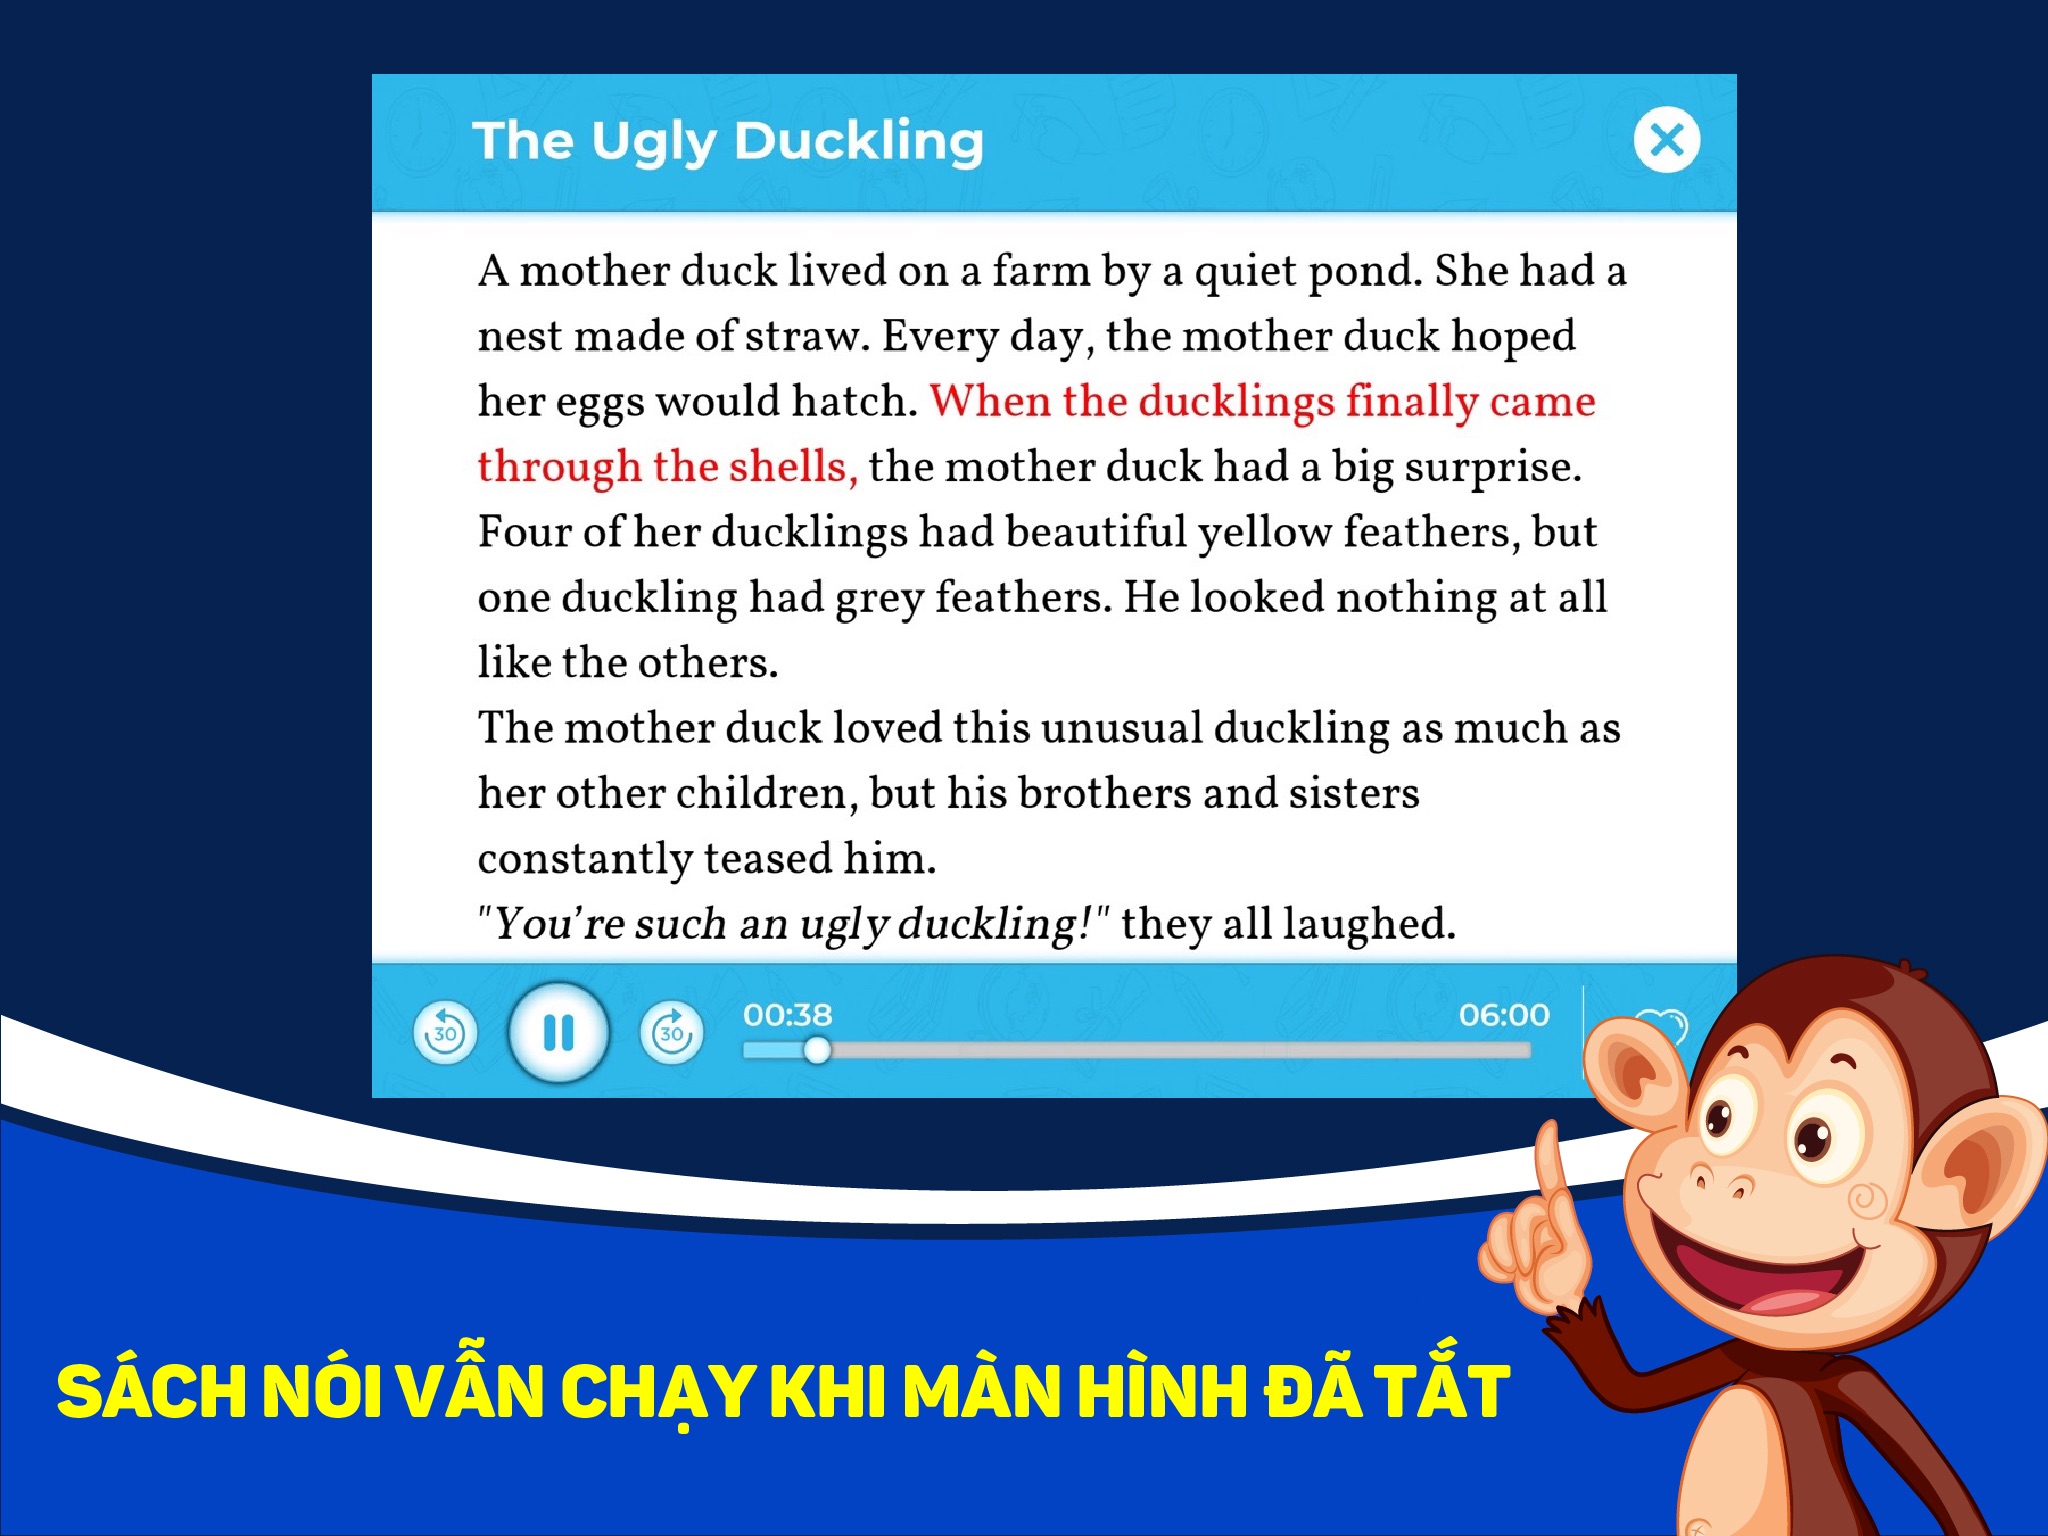 The Ugly Duckling
A mother duck lived on a farm by a quiet pond. She had a
nest made of straw. Every day, the mother duck hoped
her eggs would hatch. When the ducklings finally came
through the shells, the mother duck had a big surprise.
Four of her ducklings had beautiful yellow feathers, but
one duckling had grey feathers. He looked nothing at all
like the others.
The mother duck loved this unusual duckling as much as
her other children, but his brothers and sisters
constantly teased him.
"You're such an ugly duckling!" they all laughed.
30 30 00:38 06:00
SÁCH NÓI VẪN CHẠY KHI MÀN HÌNH ĐÃ TẮT